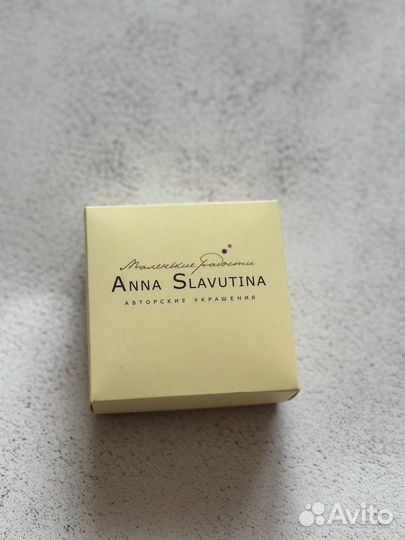 Маленькие радости
ANNA SLAVUTINA
АВТОРСКИЕ УКРАШЕНИЯ
Avito